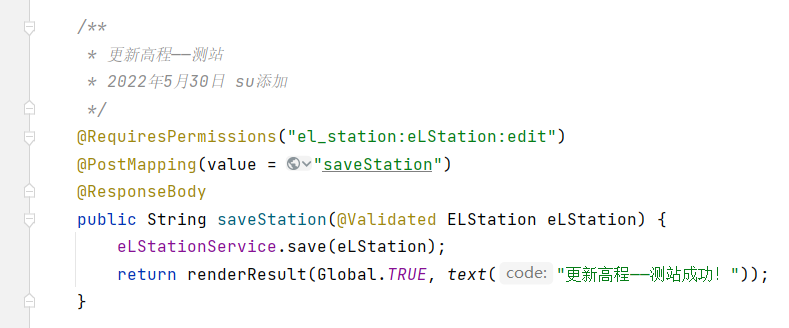 /**
 * 更新高程——测站
 * 2022年5月30日 su添加
 */
@RequiresPermissions("el_station:eLStation:edit")
@PostMapping(value = "saveStation")
@ResponseBody
public String saveStation(@Validated ELStation eLStation) {
    eLStationService.save(eLStation);
    return renderResult(Global.TRUE, text( code: "更新高程——测站成功！"));
}